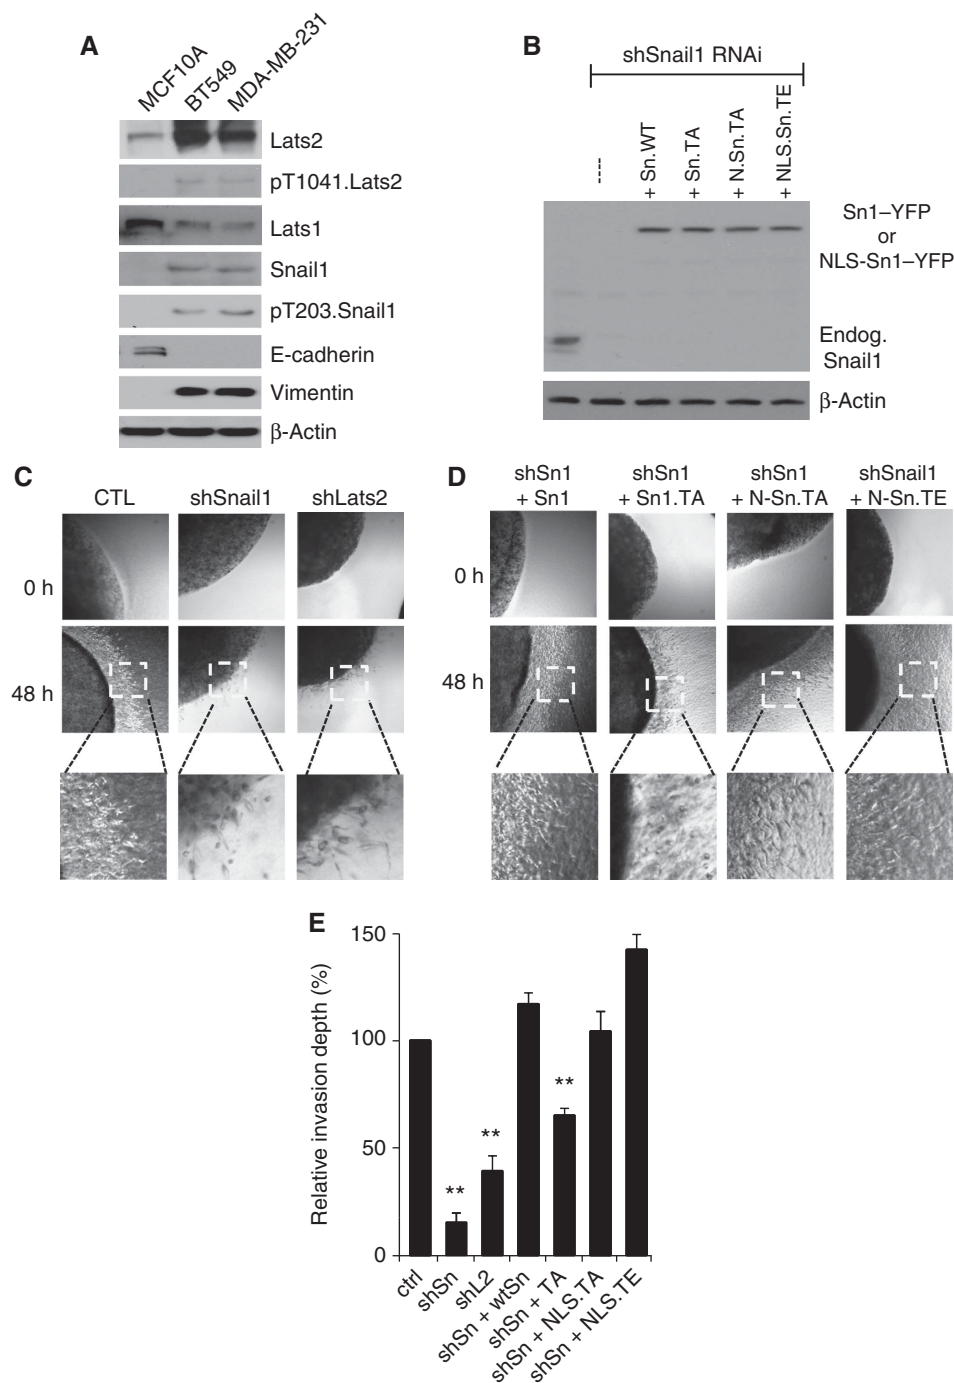 A
MCF10A
BT549
MDA-MB-231
Lats2
pT1041.Lats2
Lats1
Snail1
pT203.Snail1
E-cadherin
Vimentin
β-Actin
B
shSnail1 RNAi
----
+ Sn.WT
+ Sn.TA
+ N.Sn.TA
+ NLS.Sn.TE
Sn1–YFP
or
NLS-Sn1–YFP
Endog.
Snail1
β-Actin
C
CTL
shSnail1
shLats2
0 h
48 h
D
shSn1
+ Sn1
shSn1
+ Sn1.TA
shSn1
+ N-Sn.TA
shSnail1
+ N-Sn.TE
0 h
48 h
E
Relative invasion depth (%)
150
100
50
0
**
**
**
ctrl
shSn
shL2
shSn + wtSn
shSn + TA
shSn + NLS.TA
shSn + NLS.TE